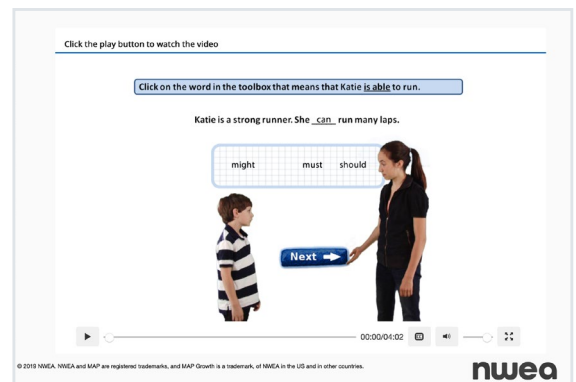 Click the play button to watch the video
Click on the word in the toolbox that means that Katie is able to run.
Katie is a strong runner. She can run many laps.
might must should
Next
00:00/04:02
© 2019 NWEA. NWEA and MAP are registered trademarks, and MAP Growth is a trademark, of NWEA in the US and in other countries.
nwea